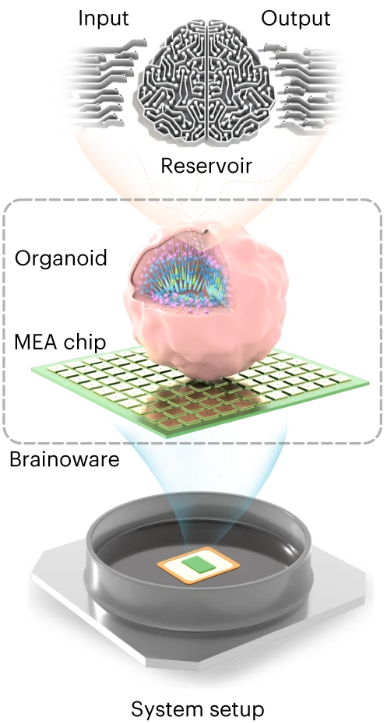 Input
Output
Reservoir
Organoid
MEA chip
Brainoware
System setup